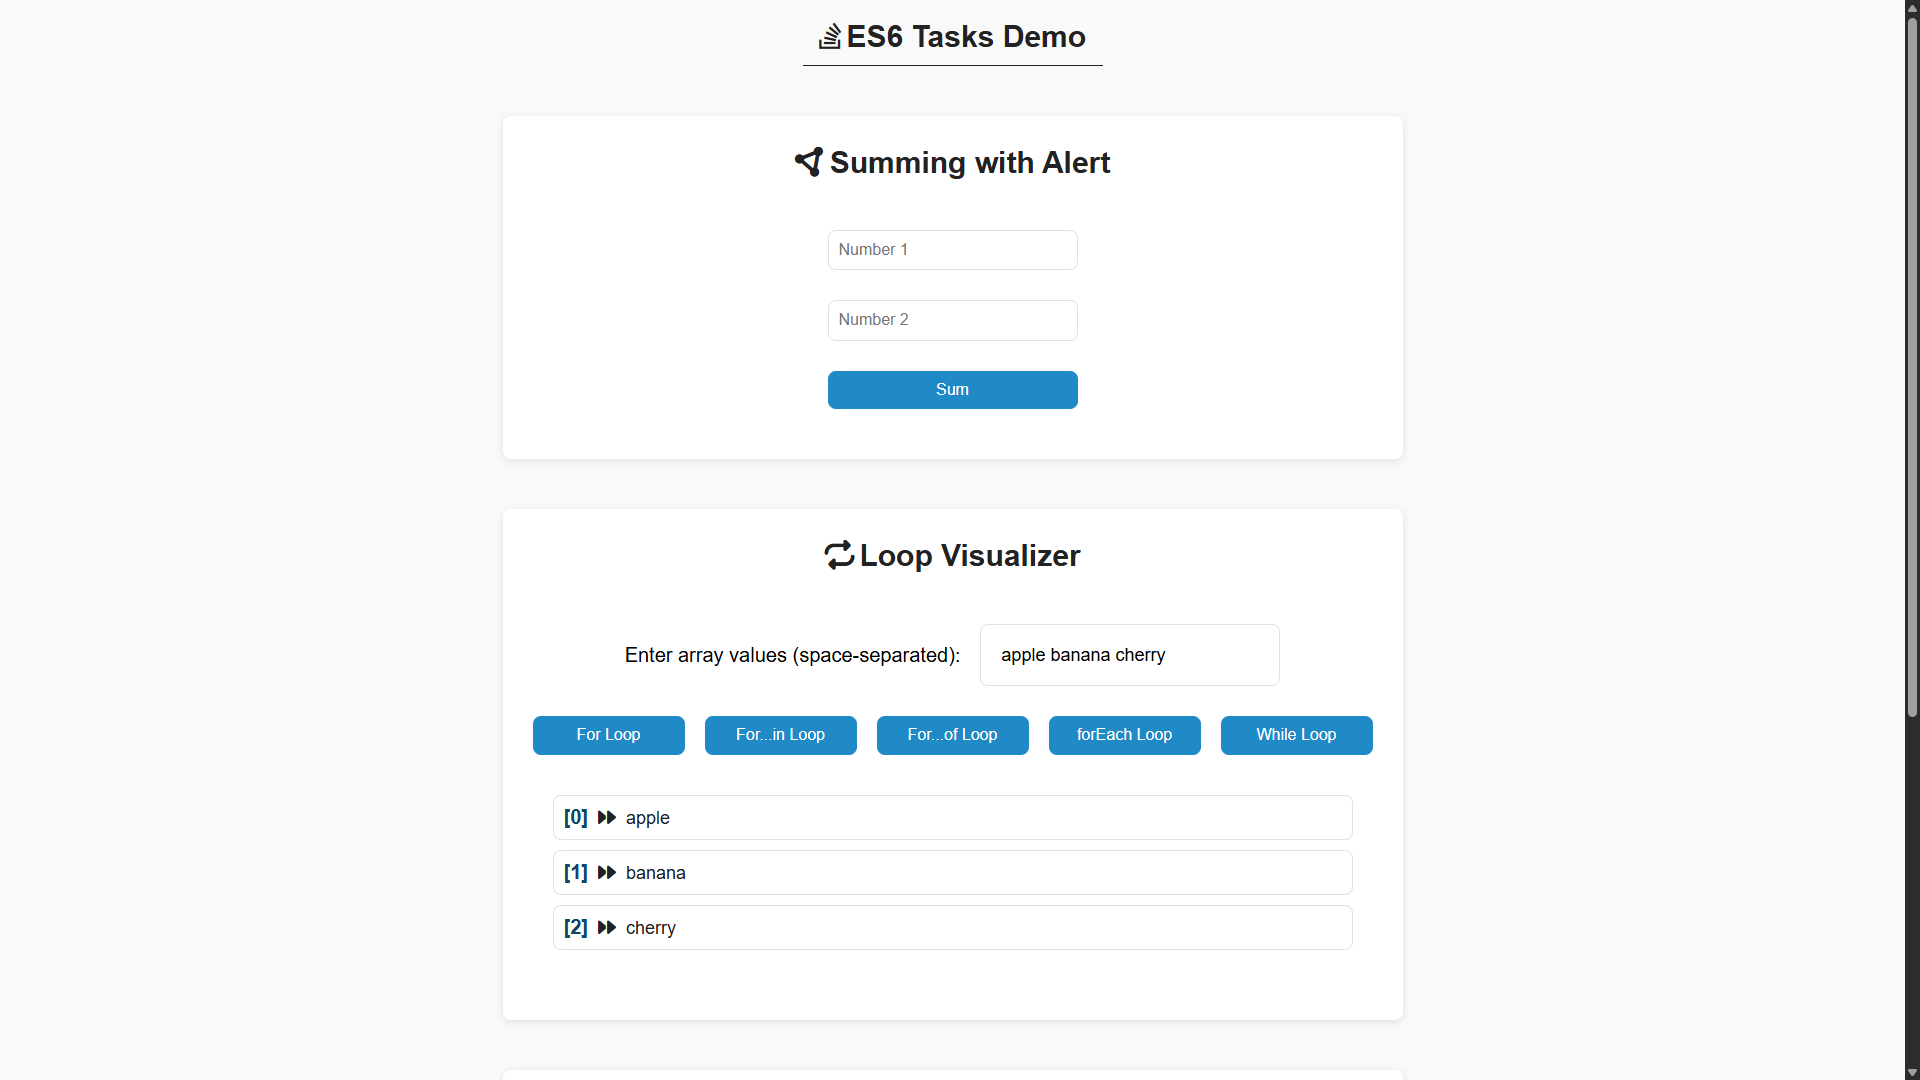 ES6 Tasks Demo
Summing with Alert
Number 1
Number 2
Sum
Loop Visualizer
Enter array values (space-separated): apple banana cherry
For Loop For...in Loop For...of Loop forEach Loop While Loop
[0] apple
[1] banana
[2] cherry